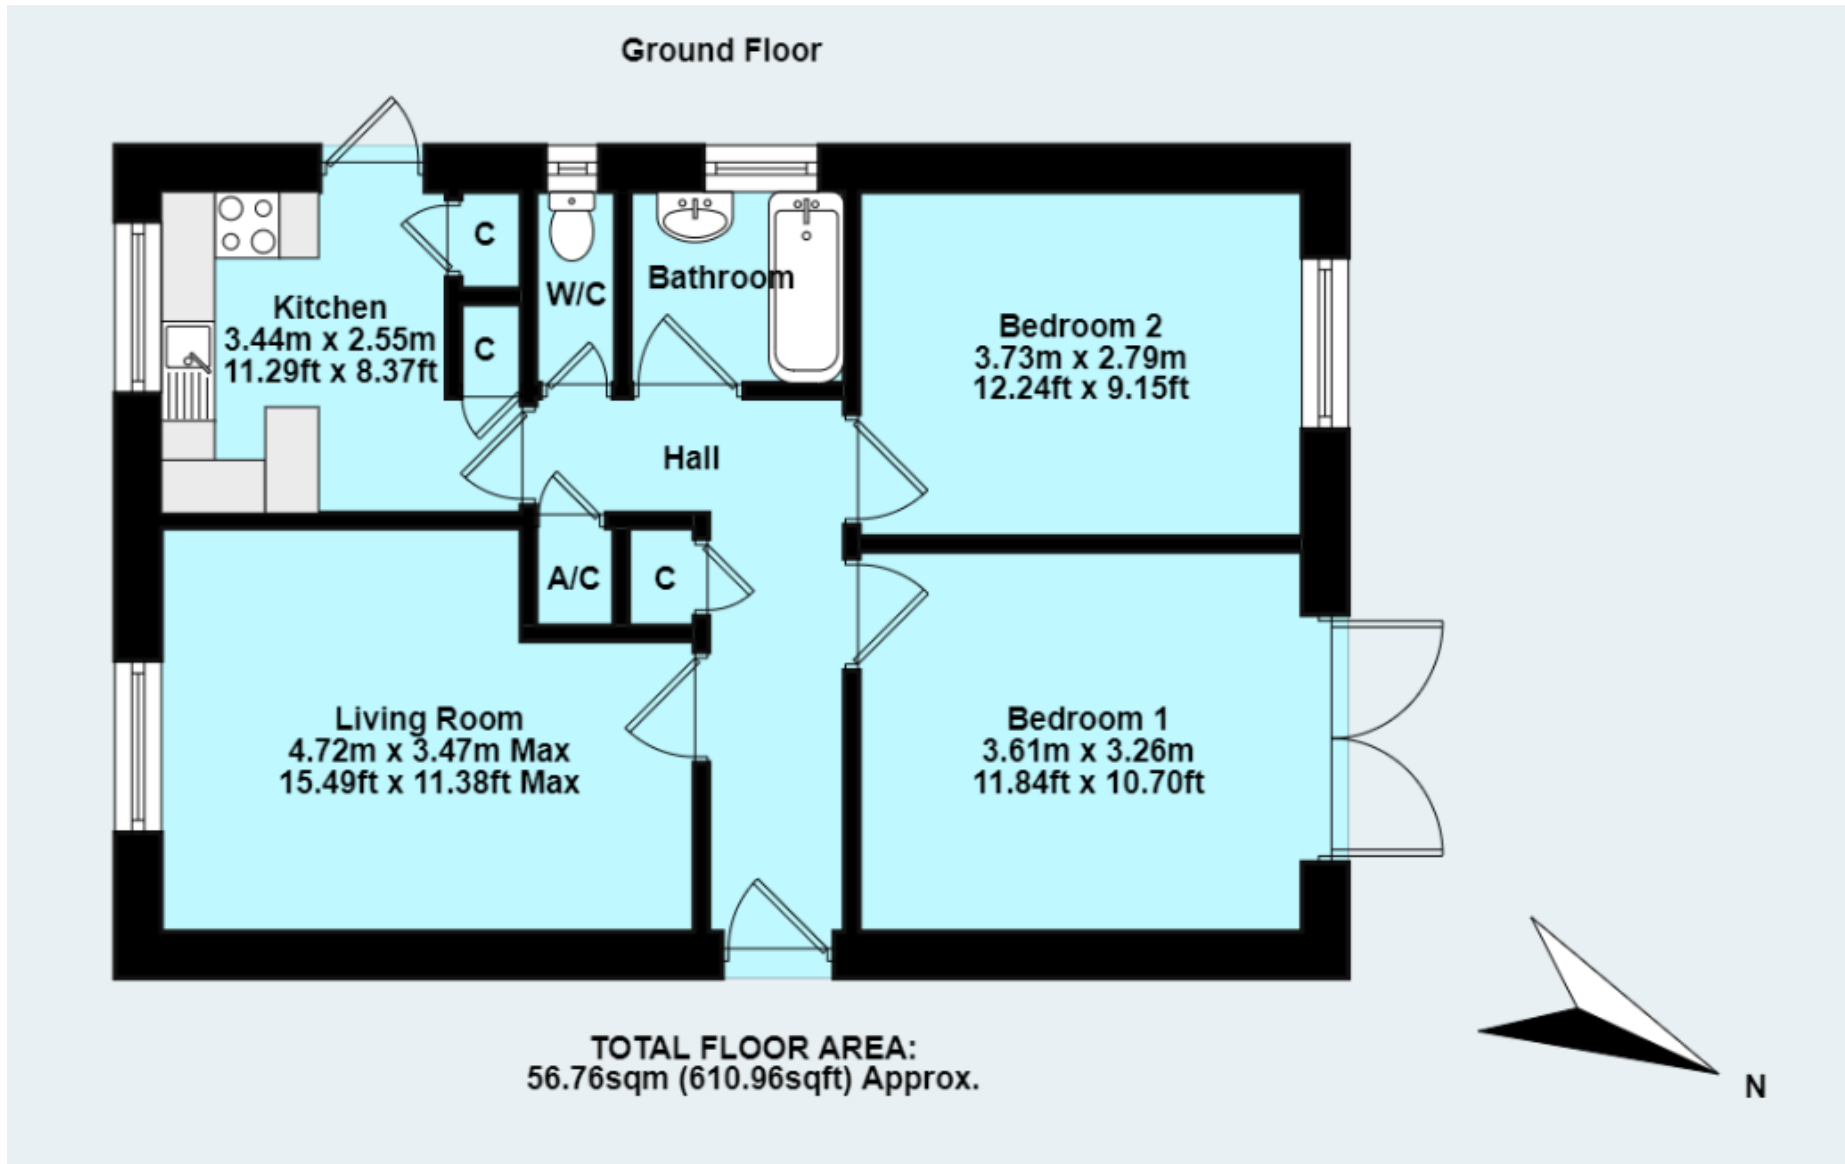 Ground Floor
C
Kitchen
3.44m x 2.55m
11.29ft x 8.37ft
C
W/C
Bathroom
Bedroom 2
3.73m x 2.79m
12.24ft x 9.15ft
Hall
A/C
C
Living Room
4.72m x 3.47m Max
15.49ft x 11.38ft Max
Bedroom 1
3.61m x 3.26m
11.84ft x 10.70ft
TOTAL FLOOR AREA:
56.76sqm (610.96sqft) Approx.
N